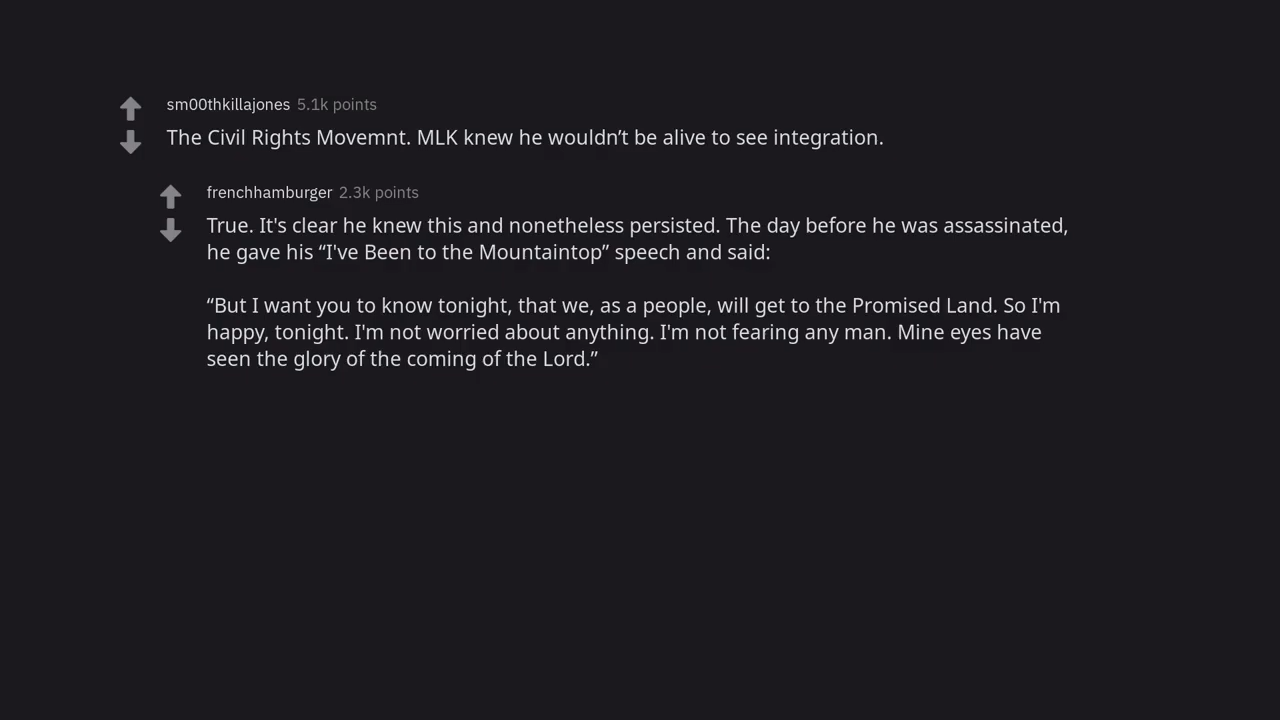 sm00thkillajones 5.1k points
The Civil Rights Movemnt. MLK knew he wouldn’t be alive to see integration.
frenchhamburger 2.3k points
True. It's clear he knew this and nonetheless persisted. The day before he was assassinated,
he gave his “I've Been to the Mountaintop” speech and said:
“But I want you to know tonight, that we, as a people, will get to the Promised Land. So I'm
happy, tonight. I'm not worried about anything. I'm not fearing any man. Mine eyes have
seen the glory of the coming of the Lord.”